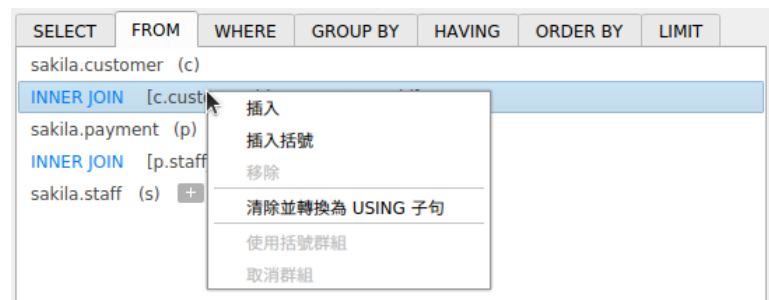 SELECT FROM WHERE GROUP BY HAVING ORDER BY LIMIT
sakila.customer (c)
INNER JOIN
插入
sakila.payment (p)
插入括號
INNER JOIN
移除
sakila.staff (s) +
清除並轉換為 USING 子句
使用括號群組
取消群組